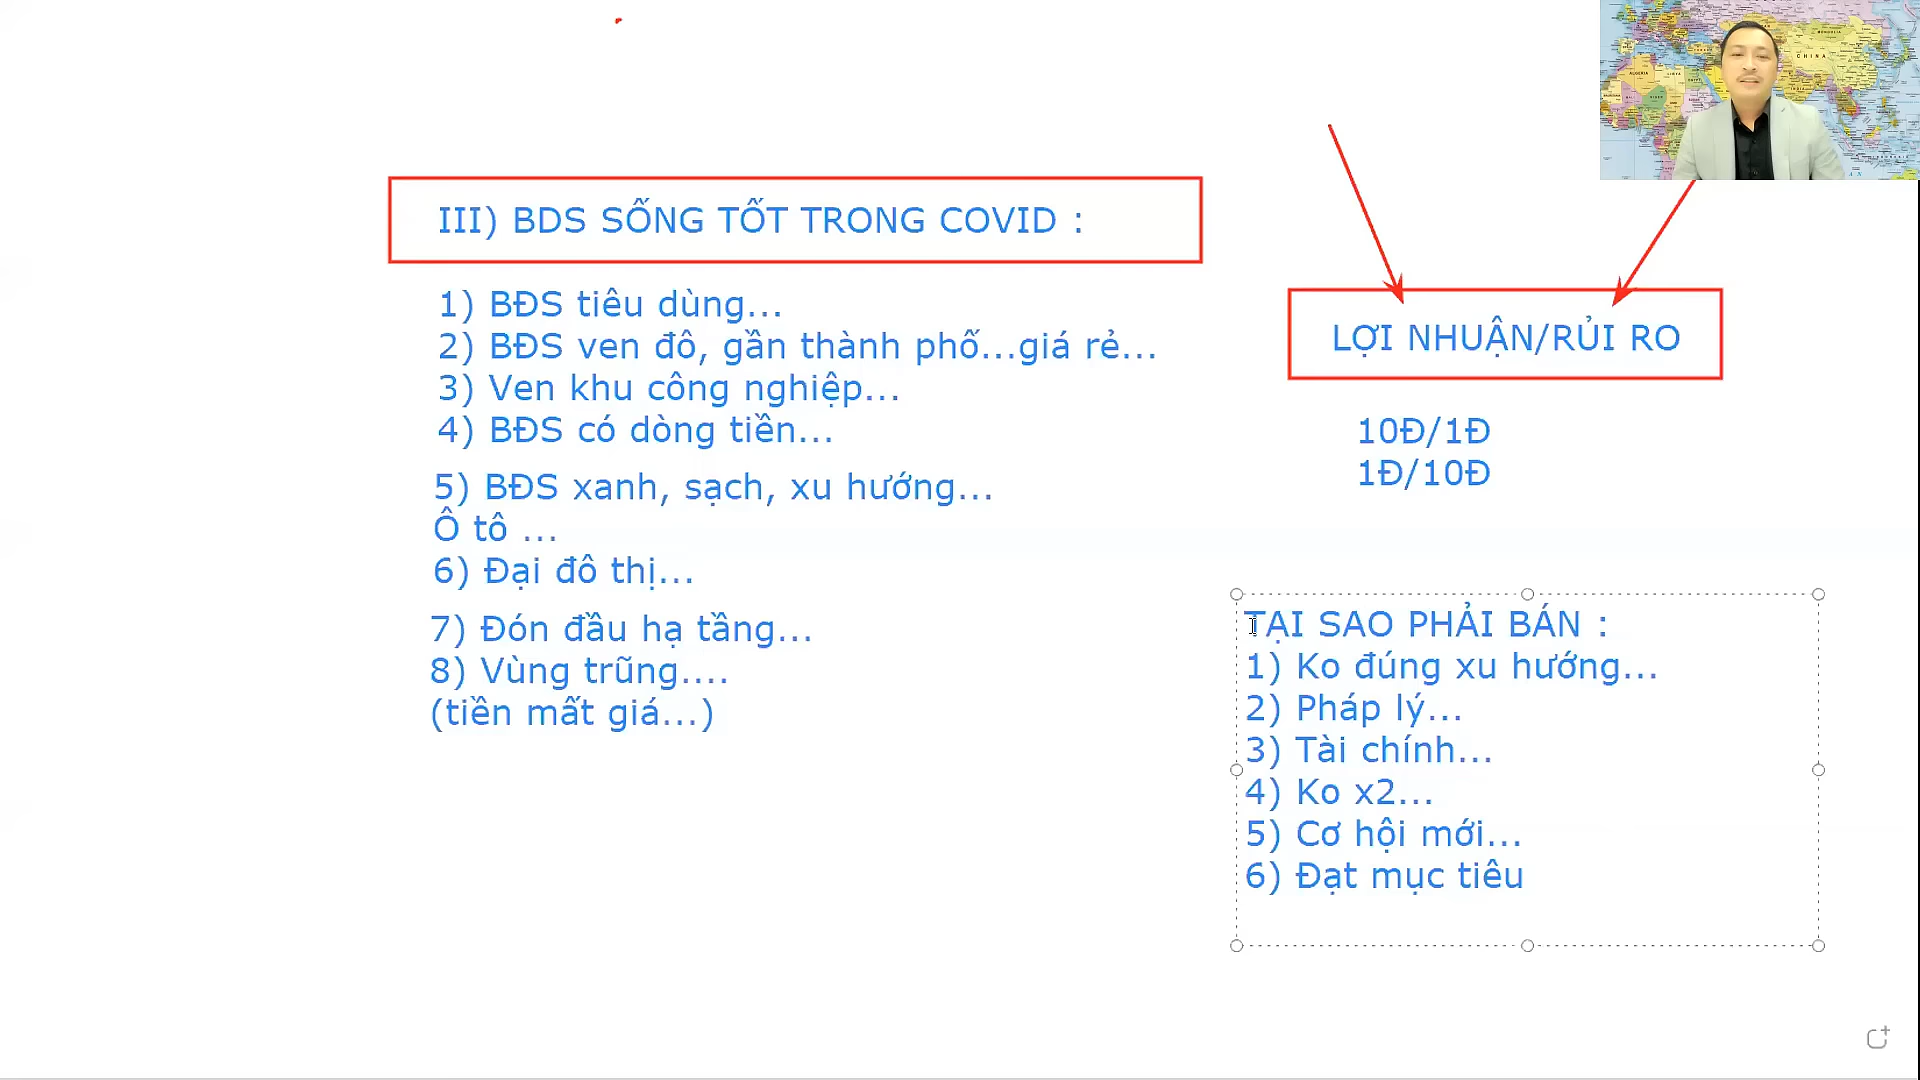 III) BDS SỐNG TỐT TRONG COVID :
1) BĐS tiêu dùng...
2) BĐS ven đô, gần thành phố...giá rẻ...
3) Ven khu công nghiệp...
4) BĐS có dòng tiền...
5) BĐS xanh, sạch, xu hướng...
Ô tô ...
6) Đại đô thị...
7) Đón đầu hạ tầng...
8) Vùng trũng....
(tiền mất giá...)
LỢI NHUẬN/RỦI RO
10Đ/1Đ
1Đ/10Đ
TẠI SAO PHẢI BÁN :
1) Ko đúng xu hướng...
2) Pháp lý...
3) Tài chính...
4) Ko x2...
5) Cơ hội mới...
6) Đạt mục tiêu
CHINA
ALGERIA